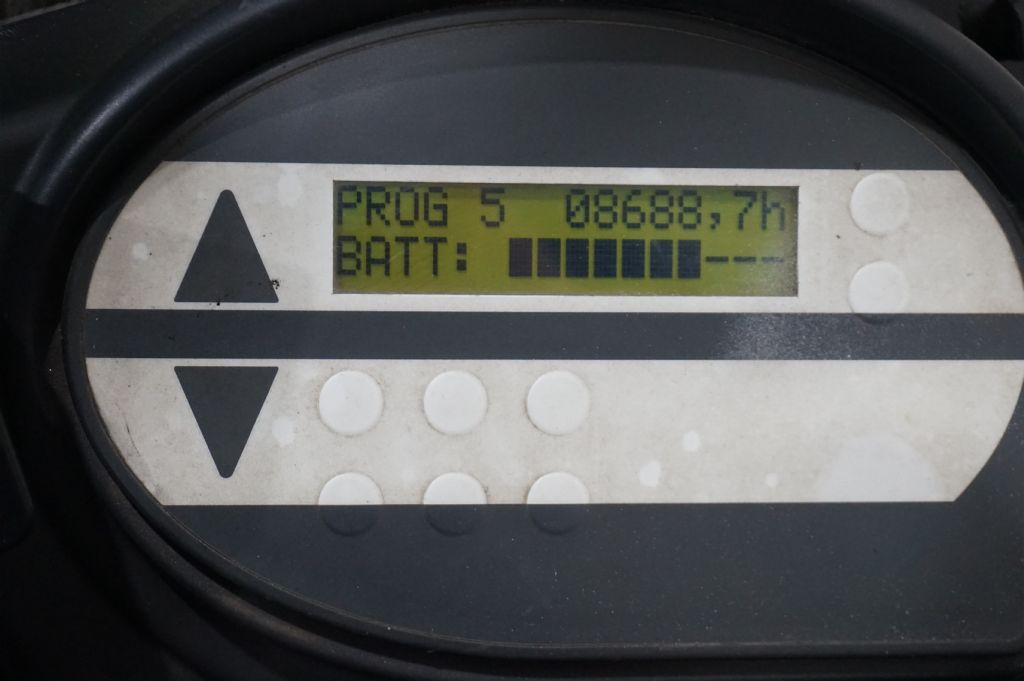 PROG 5 08688,7h
BATT: ███████---